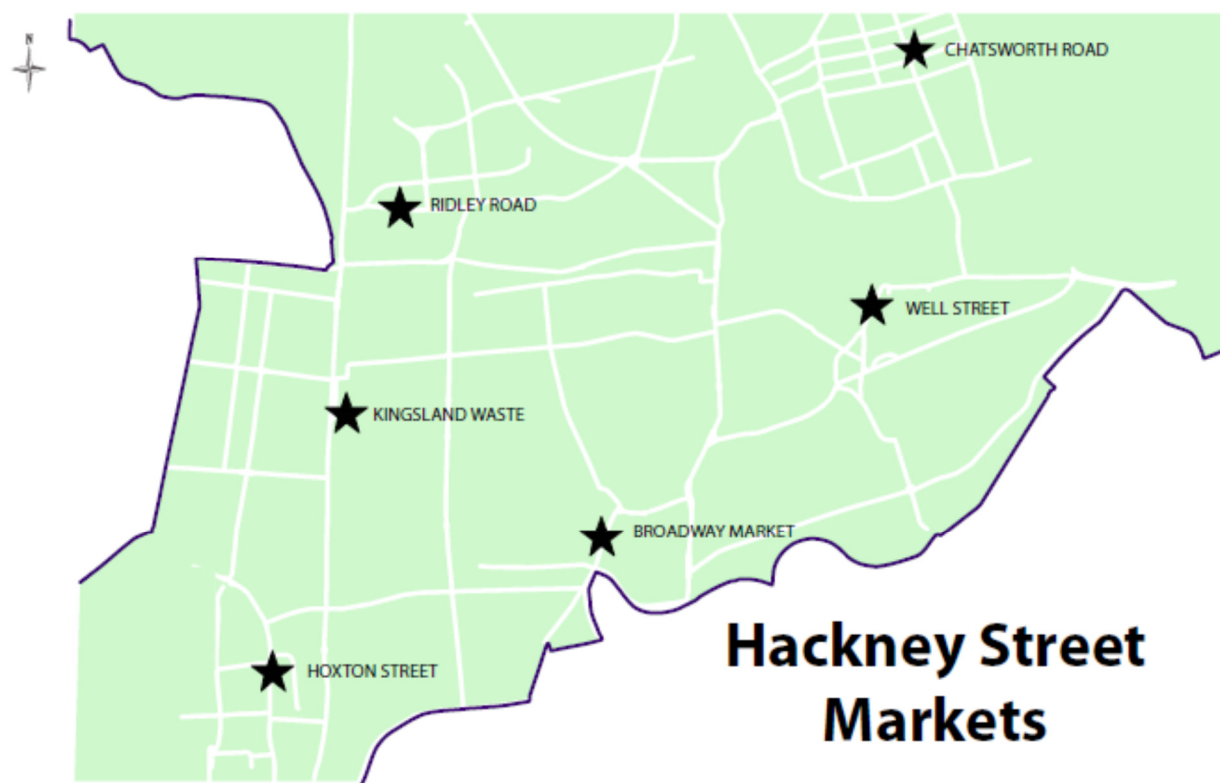 N
CHATSWORTH ROAD
RIDLEY ROAD
WELL STREET
KINGSLAND WASTE
BROADWAY MARKET
HOXTON STREET
Hackney Street
Markets